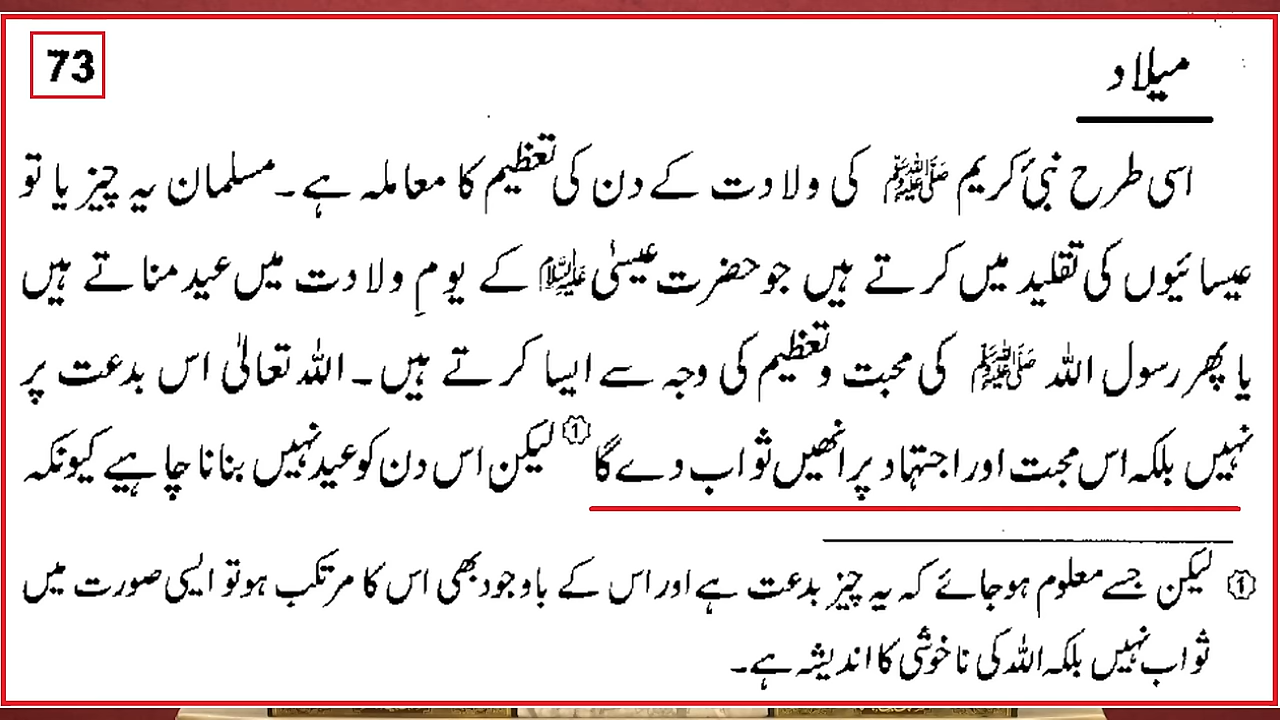 73
میلاد
اسی طرح نبیٔ کریم ﷺ کی ولادت کے دن کی تعظیم کا معاملہ ہے۔ مسلمان یہ چیز یا تو
عیسائیوں کی تقلید میں کرتے ہیں جو حضرت عیسیٰ علیہ السلام کے یومِ ولادت میں عید مناتے ہیں
یا پھر رسول اللہ ﷺ کی محبت و تعظیم کی وجہ سے ایسا کرتے ہیں۔ اللہ تعالیٰ اس بدعت پر
نہیں بلکہ اس محبت اور اجتہاد پر انھیں ثواب دے گا ① لیکن اس دن کو عید نہیں بنانا چاہیے کیونکہ
① لیکن جسے معلوم ہو جائے کہ یہ چیز بدعت ہے اور اس کے باوجود بھی اس کا مرتکب ہو تو ایسی صورت میں
ثواب نہیں بلکہ اللہ کی ناخوشی کا اندیشہ ہے۔